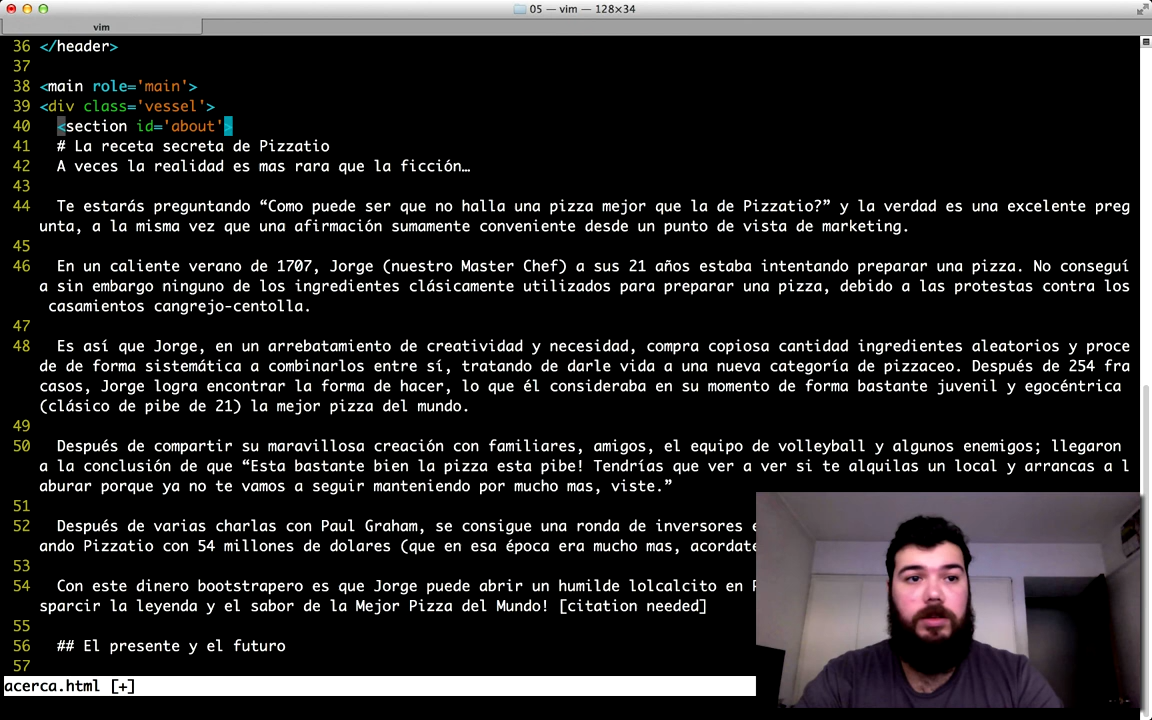 05 — vim — 128×34
vim
36 </header>
37
38 <main role='main'>
39 <div class='vessel'>
40 <section id='about'>
41 # La receta secreta de Pizzatio
42 A veces la realidad es mas rara que la ficción…
43
44 Te estarás preguntando “Como puede ser que no halla una pizza mejor que la de Pizzatio?” y la verdad es una excelente preg
unta, a la misma vez que una afirmación sumamente conveniente desde un punto de vista de marketing.
45
46 En un caliente verano de 1707, Jorge (nuestro Master Chef) a sus 21 años estaba intentando preparar una pizza. No conseguí
a sin embargo ninguno de los ingredientes clásicamente utilizados para preparar una pizza, debido a las protestas contra los
casamientos cangrejo-centolla.
47
48 Es así que Jorge, en un arrebatamiento de creatividad y necesidad, compra copiosa cantidad ingredientes aleatorios y proce
de de forma sistemática a combinarlos entre sí, tratando de darle vida a una nueva categoría de pizzaceo. Después de 254 fra
casos, Jorge logra encontrar la forma de hacer, lo que él consideraba en su momento de forma bastante juvenil y egocéntrica
(clásico de pibe de 21) la mejor pizza del mundo.
49
50 Después de compartir su maravillosa creación con familiares, amigos, el equipo de volleyball y algunos enemigos; llegaron
a la conclusión de que “Esta bastante bien la pizza esta pibe! Tendrías que ver a ver si te alquilas un local y arrancas a l
aburar porque ya no te vamos a seguir manteniendo por mucho mas, viste.”
51
52 Después de varias charlas con Paul Graham, se consigue una ronda de inversores
ando Pizzatio con 54 millones de dolares (que en esa época era mucho mas, acordate
53
54 Con este dinero bootstrapero es que Jorge puede abrir un humilde lolcalcito en
sparcir la leyenda y el sabor de la Mejor Pizza del Mundo! [citation needed]
55
56 ## El presente y el futuro
57
acerca.html [+]